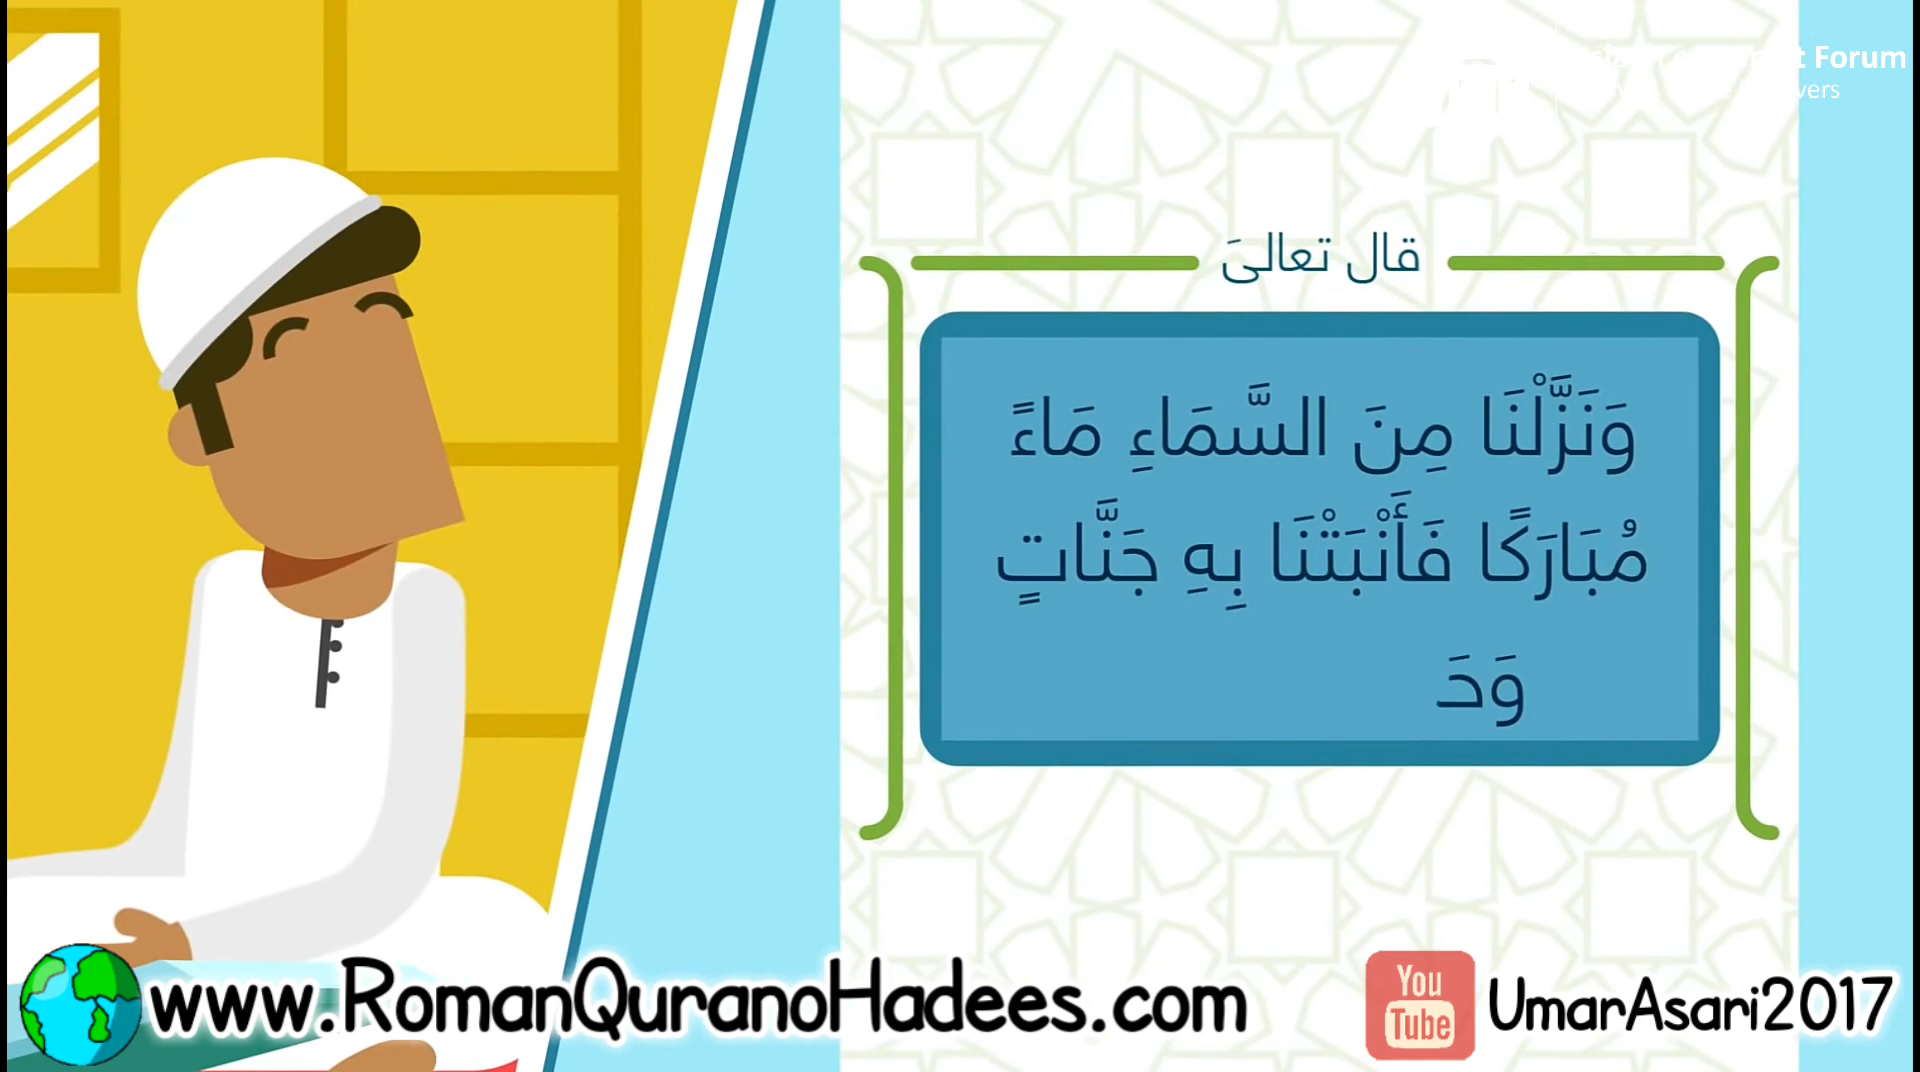 Forum
قال تعالىَ
وَنَزَّلْنَا مِنَ السَّمَاءِ مَاءً
مُبَارَكًا فَأَنْبَتْنَا بِهِ جَنَّاتٍ
وَدَ
www.RomanQuranoHadees.com
You
Tube
UmarAsari2017